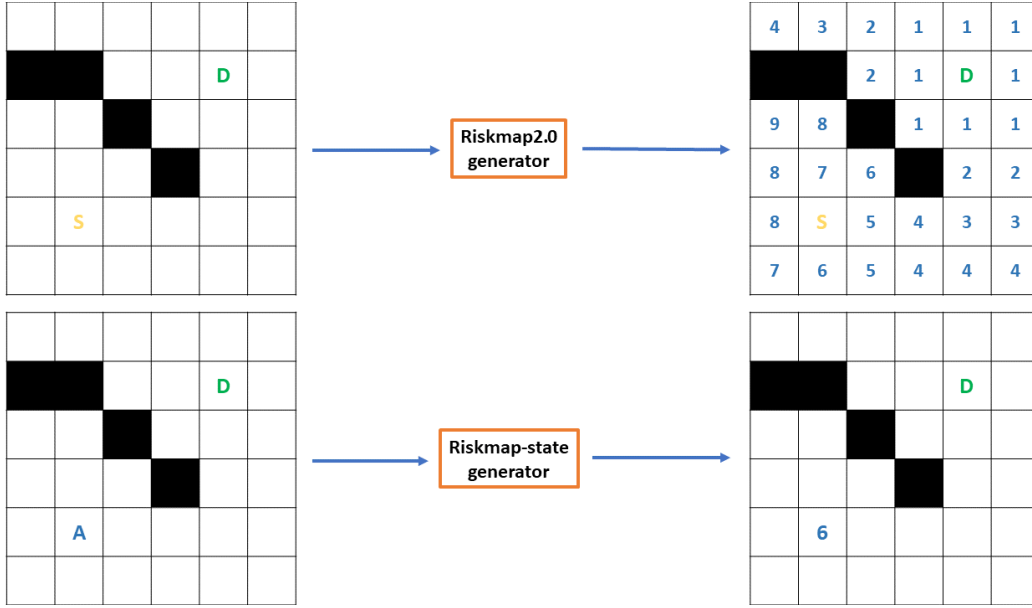 4 3 2 1 1 1
D 2 1 D 1
Riskmap2.0
generator
9 8 1 1 1
8 7 6 2 2
S 8 S 5 4 3 3
7 6 5 4 4 4
D D
Riskmap-state
generator
A 6